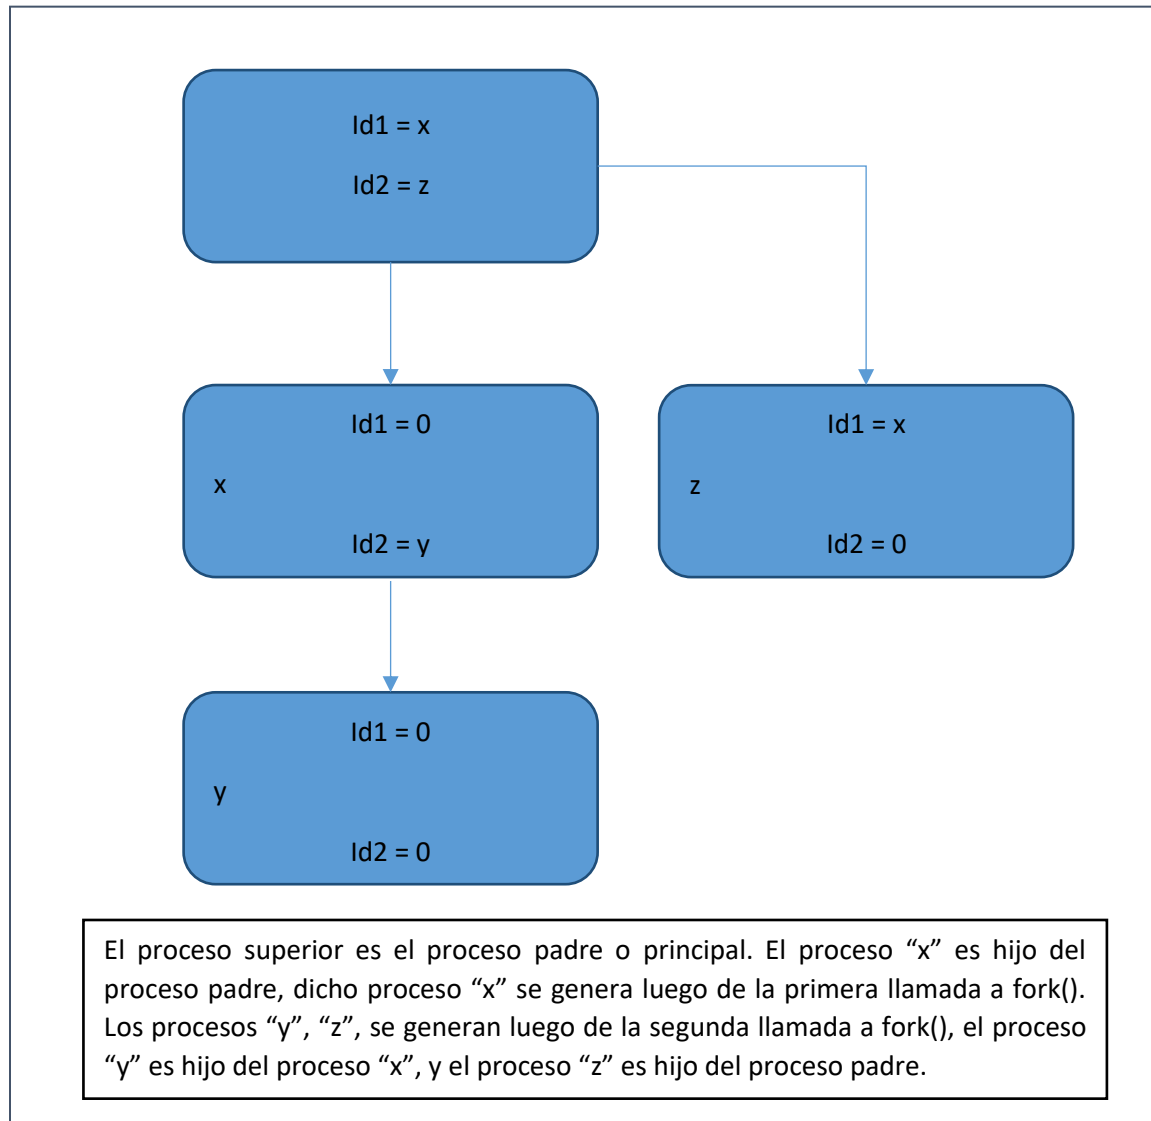 Id1 = x
Id2 = z
Id1 = 0
x
Id2 = y
Id1 = x
z
Id2 = 0
Id1 = 0
y
Id2 = 0
El proceso superior es el proceso padre o principal. El proceso “x” es hijo del
proceso padre, dicho proceso “x” se genera luego de la primera llamada a fork().
Los procesos “y”, “z”, se generan luego de la segunda llamada a fork(), el proceso
“y” es hijo del proceso “x”, y el proceso “z” es hijo del proceso padre.